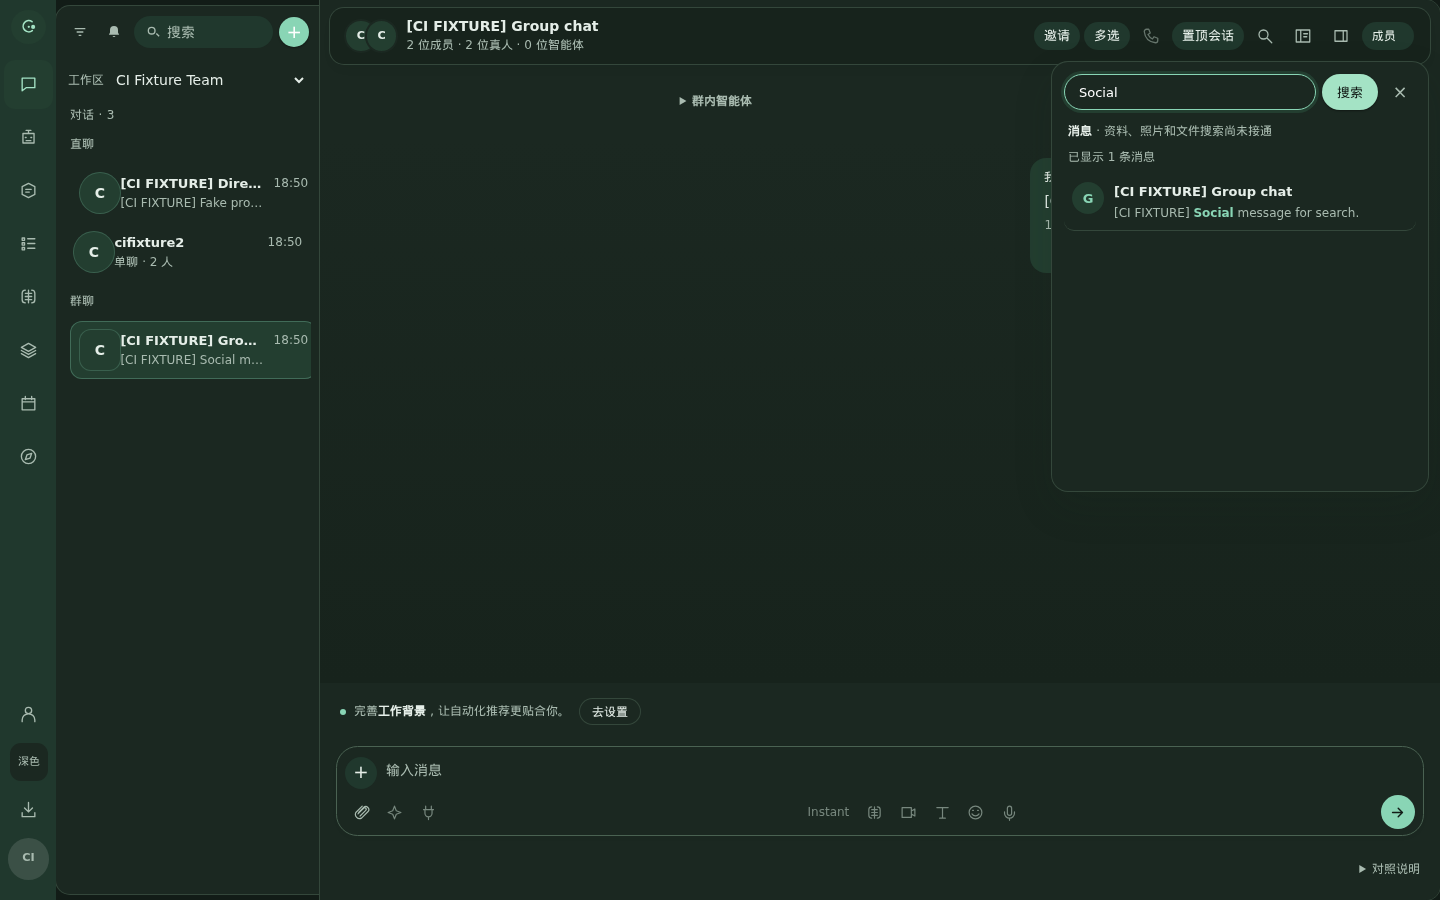 搜索
工作区 CI Fixture Team
对话 · 3
直聊
C
[CI FIXTURE] Dire… 18:50
[CI FIXTURE] Fake pro…
C
cifixture2 18:50
单聊 · 2 人
群聊
C
[CI FIXTURE] Gro… 18:50
[CI FIXTURE] Social m…
深色
CI
C C
[CI FIXTURE] Group chat
2 位成员 · 2 位真人 · 0 位智能体
邀请 多选 置顶会话 成员
▶ 群内智能体
Social 搜索
消息 · 资料、照片和文件搜索尚未接通
已显示 1 条消息
G
[CI FIXTURE] Group chat
[CI FIXTURE] Social message for search.
完善工作背景，让自动化推荐更贴合你。 去设置
输入消息
Instant
▶ 对照说明